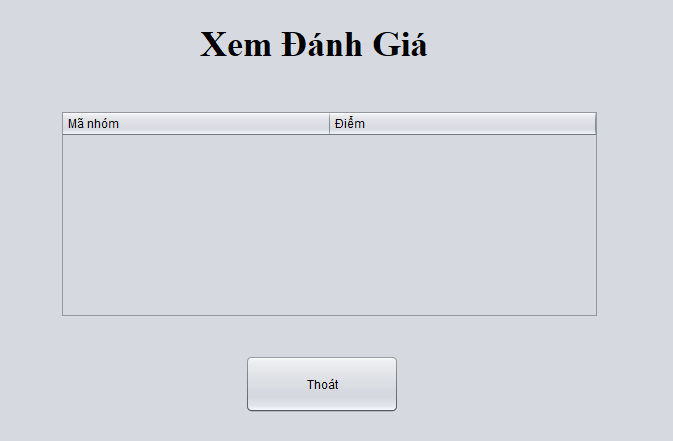 Xem Đánh Giá
Mã nhóm Điểm
Thoát